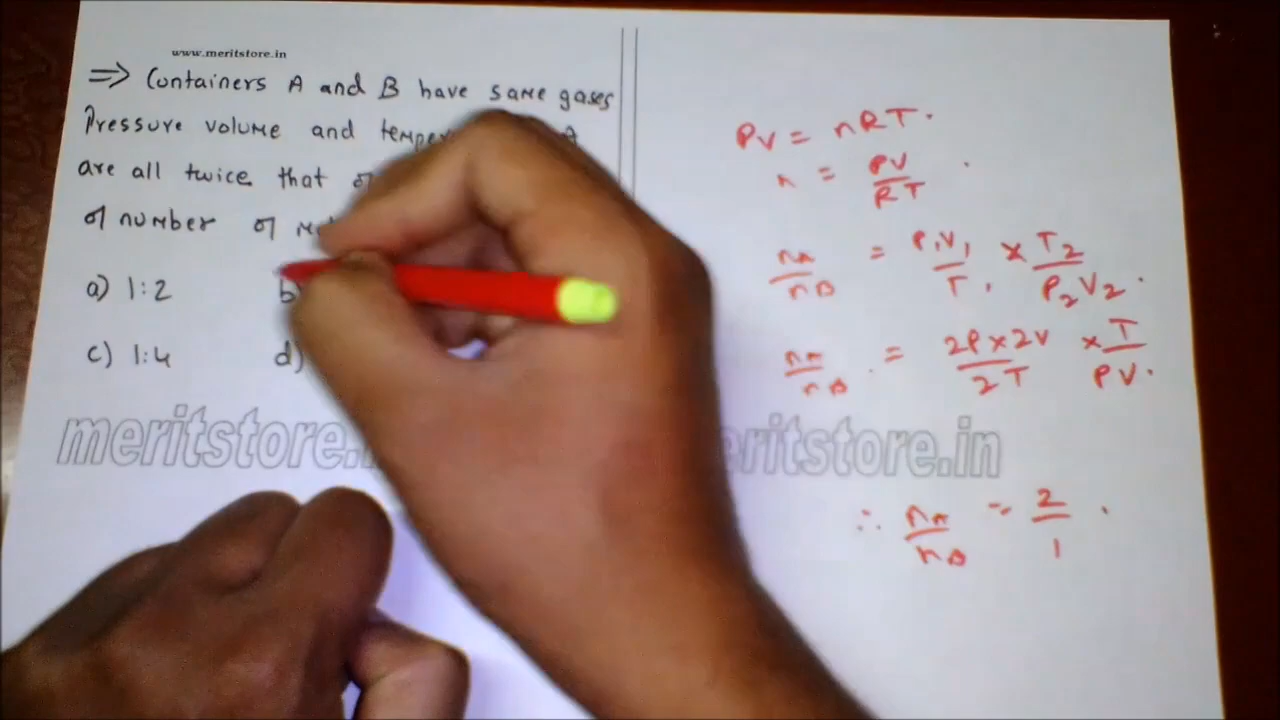 www.meritstore.in
⇒ Containers A and B have same gases
Pressure volume and
are all twice that
of number of
a) 1:2 b
c) 1:4 d)
meritstore.in
PV = nRT.
n = PV/RT
nA/nB = P₁V₁/T₁ × T₂/P₂V₂.
nA/nB = 2P×2V/2T × T/PV.
eritstore.in
∴ nA/nB = 2/1.